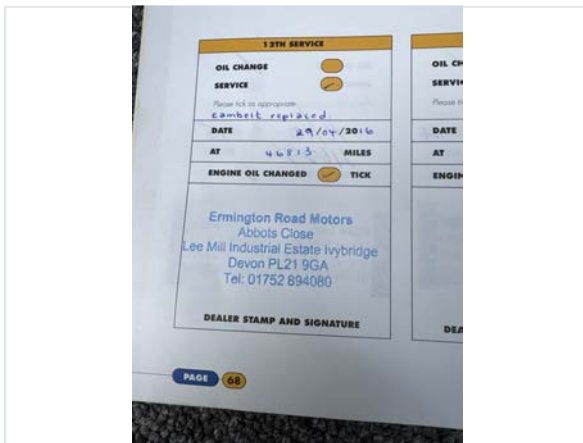 12TH SERVICE
OIL CHANGE
SERVICE
Please tick as appropriate
cambelt replaced.
DATE 29/04/2016
AT 46813 MILES
ENGINE OIL CHANGED TICK
Ermington Road Motors
Abbots Close
Lee Mill Industrial Estate Ivybridge
Devon PL21 9GA
Tel: 01752 894080
DEALER STAMP AND SIGNATURE
PAGE 68
OIL CH
SERVI
Please ti
DATE
AT
ENGIN
DEA